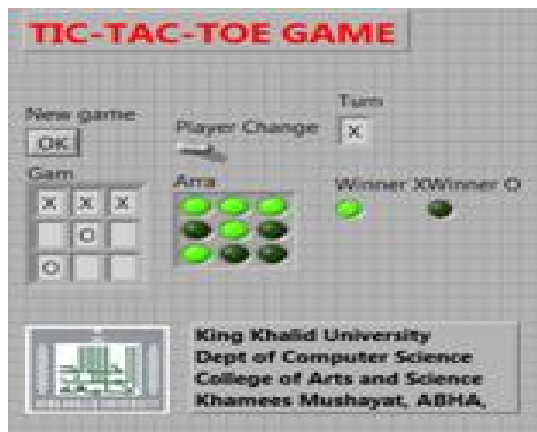 TIC-TAC-TOE GAME
New game
OK
Player Change
Turn
X
Gam
X X X
O
O
Arra
Winner X Winner O
King Khalid University
Dept of Computer Science
College of Arts and Science
Khamees Mushayat, ABHA,